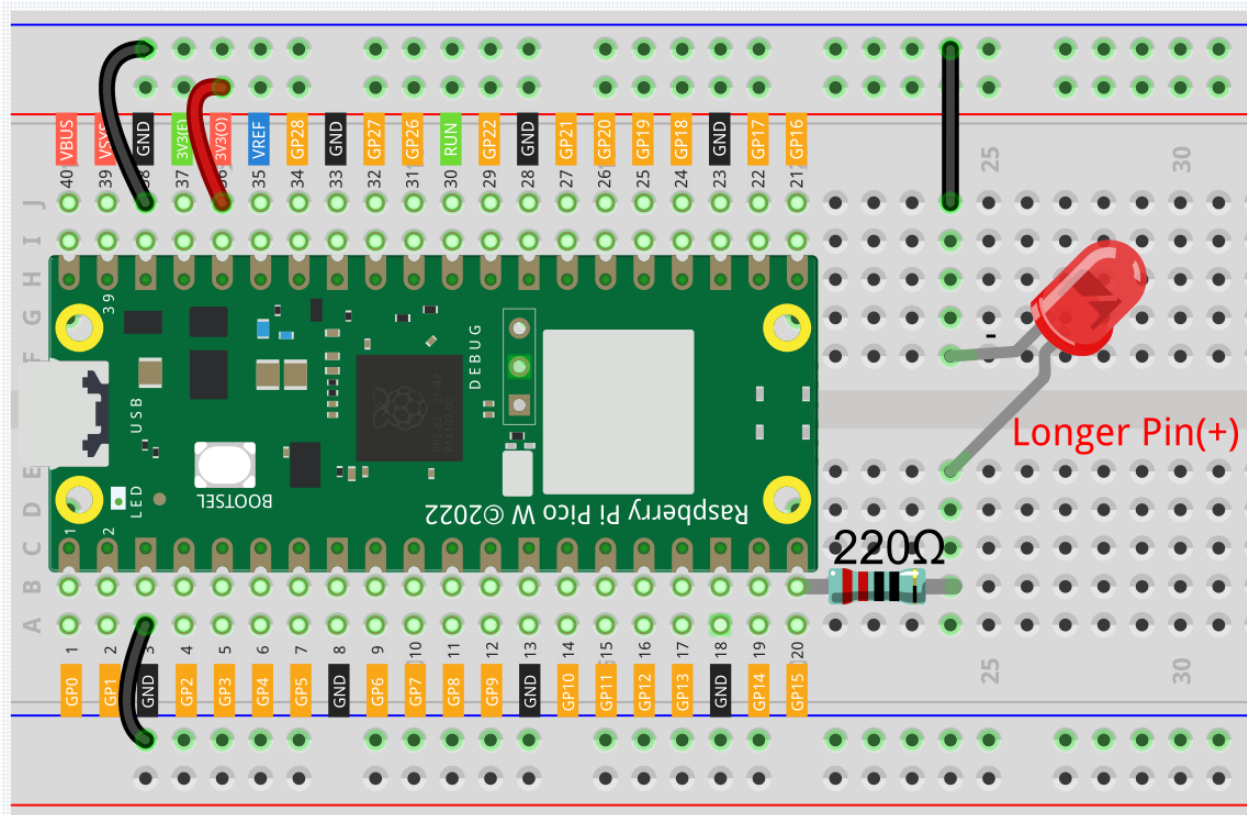 VBUS VSYS GND 3V3(E) 3V3(O) VREF GP28 GND GP27 GP26 RUN GP22 GND GP21 GP20 GP19 GP18 GND GP17 GP16
40 39 38 37 36 35 34 33 32 31 30 29 28 27 26 25 24 23 22 21
25 30
J
I
H
G
F
39
DEBUG
USB
-
Longer Pin(+)
E
D
C
B
A
LED
BOOTSEL
Raspberry Pi Pico W ©2022
1 2
220Ω
1 2 3 4 5 6 7 8 9 10 11 12 13 14 15 16 17 18 19 20
25 30
GP0 GP1 GND GP2 GP3 GP4 GP5 GND GP6 GP7 GP8 GP9 GND GP10 GP11 GP12 GP13 GND GP14 GP15